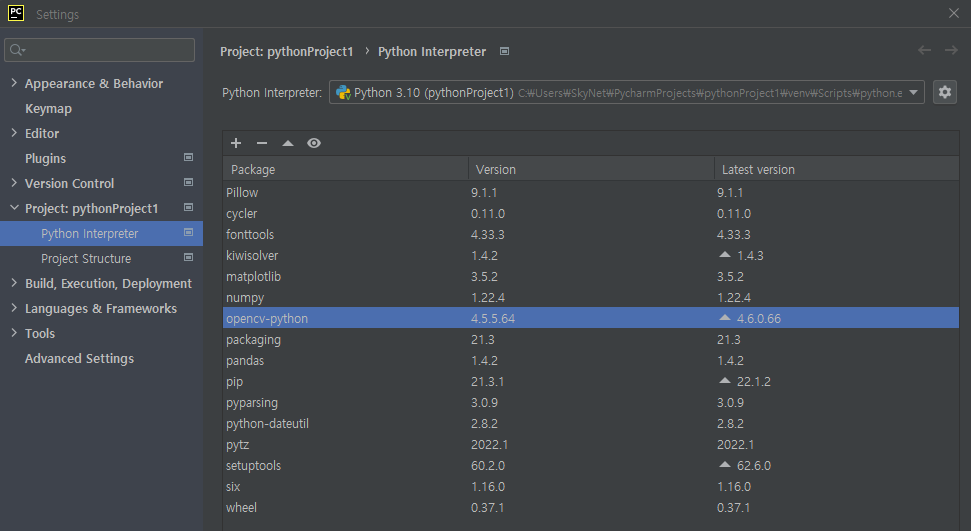 PC
Settings
Project: pythonProject1 › Python Interpreter
Python Interpreter: Python 3.10 (pythonProject1) C:₩Users₩SkyNet₩PycharmProjects₩pythonProject1₩venv₩Scripts₩python.e
Appearance & Behavior
Keymap
Editor
Plugins
Version Control
Project: pythonProject1
Python Interpreter
Project Structure
Build, Execution, Deployment
Languages & Frameworks
Tools
Advanced Settings
Package Version Latest version
Pillow 9.1.1 9.1.1
cycler 0.11.0 0.11.0
fonttools 4.33.3 4.33.3
kiwisolver 1.4.2 1.4.3
matplotlib 3.5.2 3.5.2
numpy 1.22.4 1.22.4
opencv-python 4.5.5.64 4.6.0.66
packaging 21.3 21.3
pandas 1.4.2 1.4.2
pip 21.3.1 22.1.2
pyparsing 3.0.9 3.0.9
python-dateutil 2.8.2 2.8.2
pytz 2022.1 2022.1
setuptools 60.2.0 62.6.0
six 1.16.0 1.16.0
wheel 0.37.1 0.37.1